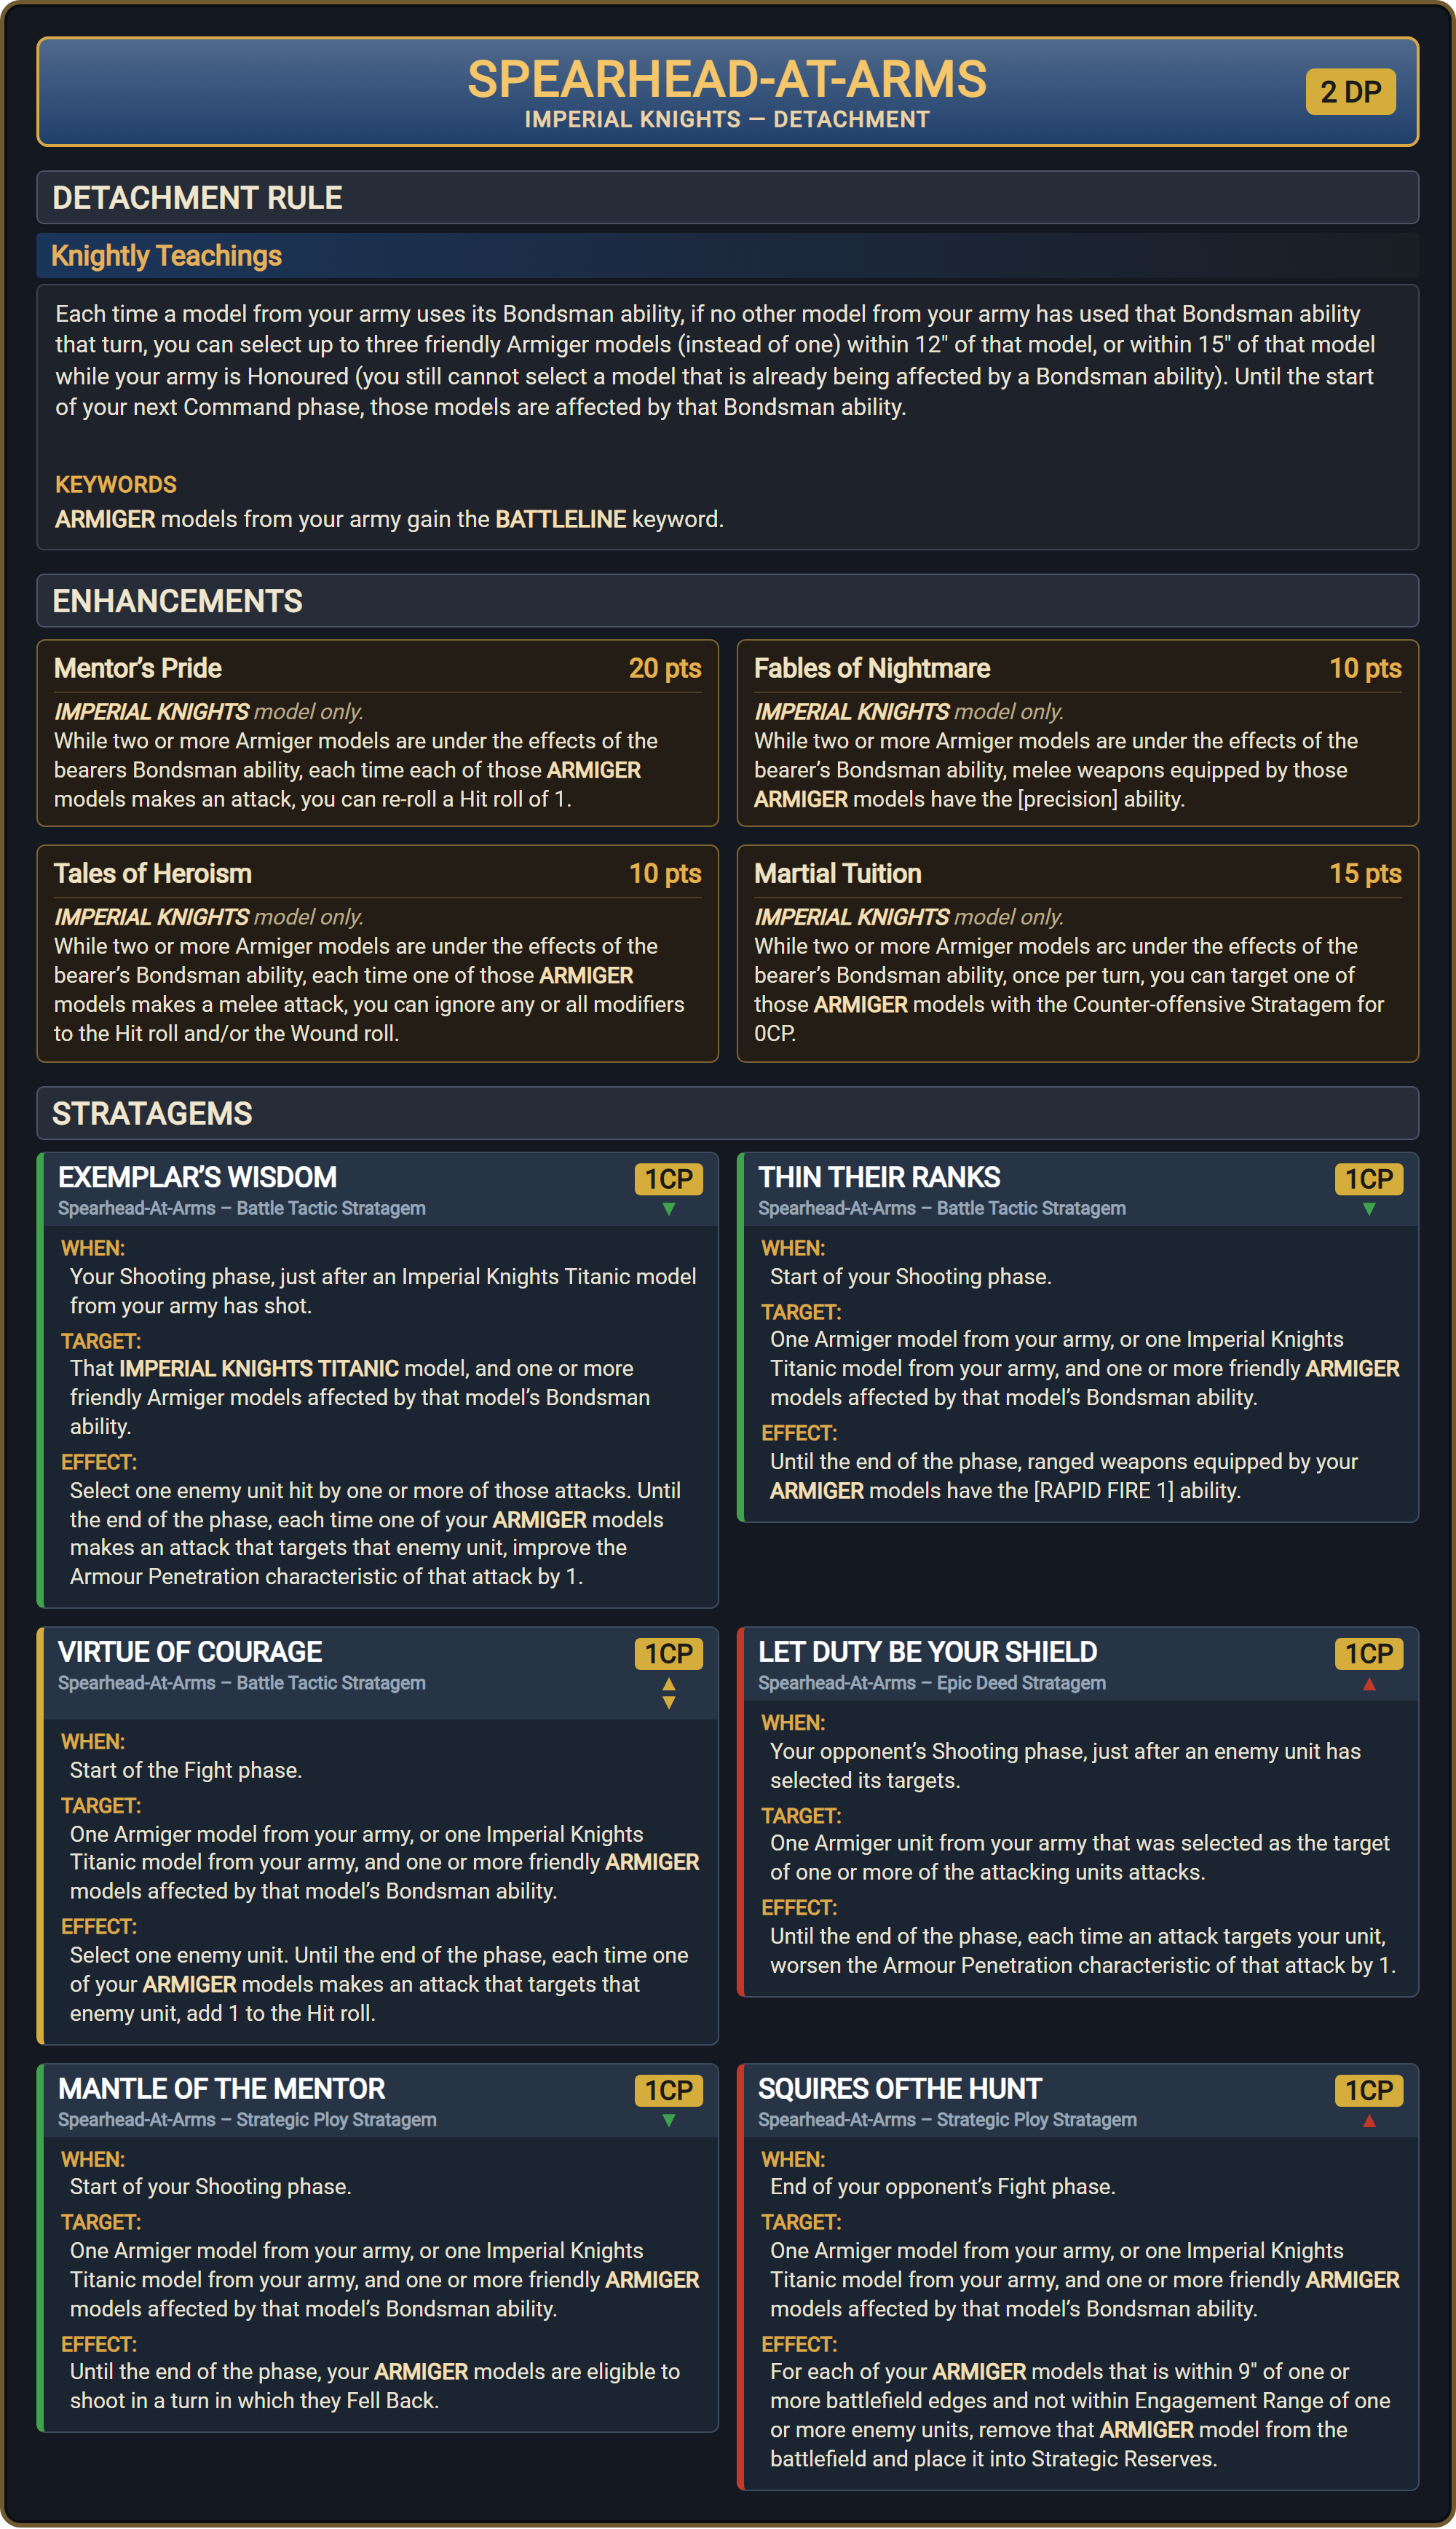 SPEARHEAD-AT-ARMS
IMPERIAL KNIGHTS — DETACHMENT
2 DP
DETACHMENT RULE
Knightly Teachings
Each time a model from your army uses its Bondsman ability, if no other model from your army has used that Bondsman ability
that turn, you can select up to three friendly Armiger models (instead of one) within 12" of that model, or within 15" of that model
while your army is Honoured (you still cannot select a model that is already being affected by a Bondsman ability). Until the start
of your next Command phase, those models are affected by that Bondsman ability.
KEYWORDS
ARMIGER models from your army gain the BATTLELINE keyword.
ENHANCEMENTS
Mentor’s Pride
20 pts
IMPERIAL KNIGHTS model only.
While two or more Armiger models are under the effects of the
bearers Bondsman ability, each time each of those ARMIGER
models makes an attack, you can re-roll a Hit roll of 1.
Fables of Nightmare
10 pts
IMPERIAL KNIGHTS model only.
While two or more Armiger models are under the effects of the
bearer’s Bondsman ability, melee weapons equipped by those
ARMIGER models have the [precision] ability.
Tales of Heroism
10 pts
IMPERIAL KNIGHTS model only.
While two or more Armiger models are under the effects of the
bearer’s Bondsman ability, each time one of those ARMIGER
models makes a melee attack, you can ignore any or all modifiers
to the Hit roll and/or the Wound roll.
Martial Tuition
15 pts
IMPERIAL KNIGHTS model only.
While two or more Armiger models arc under the effects of the
bearer’s Bondsman ability, once per turn, you can target one of
those ARMIGER models with the Counter-offensive Stratagem for
0CP.
STRATAGEMS
EXEMPLAR’S WISDOM
1CP
Spearhead-At-Arms – Battle Tactic Stratagem
▼
WHEN:
Your Shooting phase, just after an Imperial Knights Titanic model
from your army has shot.
TARGET:
That IMPERIAL KNIGHTS TITANIC model, and one or more
friendly Armiger models affected by that model’s Bondsman
ability.
EFFECT:
Select one enemy unit hit by one or more of those attacks. Until
the end of the phase, each time one of your ARMIGER models
makes an attack that targets that enemy unit, improve the
Armour Penetration characteristic of that attack by 1.
THIN THEIR RANKS
1CP
Spearhead-At-Arms – Battle Tactic Stratagem
▼
WHEN:
Start of your Shooting phase.
TARGET:
One Armiger model from your army, or one Imperial Knights
Titanic model from your army, and one or more friendly ARMIGER
models affected by that model’s Bondsman ability.
EFFECT:
Until the end of the phase, ranged weapons equipped by your
ARMIGER models have the [RAPID FIRE 1] ability.
VIRTUE OF COURAGE
1CP
Spearhead-At-Arms – Battle Tactic Stratagem
▲
▼
WHEN:
Start of the Fight phase.
TARGET:
One Armiger model from your army, or one Imperial Knights
Titanic model from your army, and one or more friendly ARMIGER
models affected by that model’s Bondsman ability.
EFFECT:
Select one enemy unit. Until the end of the phase, each time one
of your ARMIGER models makes an attack that targets that
enemy unit, add 1 to the Hit roll.
LET DUTY BE YOUR SHIELD
1CP
Spearhead-At-Arms – Epic Deed Stratagem
▲
WHEN:
Your opponent’s Shooting phase, just after an enemy unit has
selected its targets.
TARGET:
One Armiger unit from your army that was selected as the target
of one or more of the attacking units attacks.
EFFECT:
Until the end of the phase, each time an attack targets your unit,
worsen the Armour Penetration characteristic of that attack by 1.
MANTLE OF THE MENTOR
1CP
Spearhead-At-Arms – Strategic Ploy Stratagem
▼
WHEN:
Start of your Shooting phase.
TARGET:
One Armiger model from your army, or one Imperial Knights
Titanic model from your army, and one or more friendly ARMIGER
models affected by that model’s Bondsman ability.
EFFECT:
Until the end of the phase, your ARMIGER models are eligible to
shoot in a turn in which they Fell Back.
SQUIRES OFTHE HUNT
1CP
Spearhead-At-Arms – Strategic Ploy Stratagem
▲
WHEN:
End of your opponent’s Fight phase.
TARGET:
One Armiger model from your army, or one Imperial Knights
Titanic model from your army, and one or more friendly ARMIGER
models affected by that model’s Bondsman ability.
EFFECT:
For each of your ARMIGER models that is within 9" of one or
more battlefield edges and not within Engagement Range of one
or more enemy units, remove that ARMIGER model from the
battlefield and place it into Strategic Reserves.